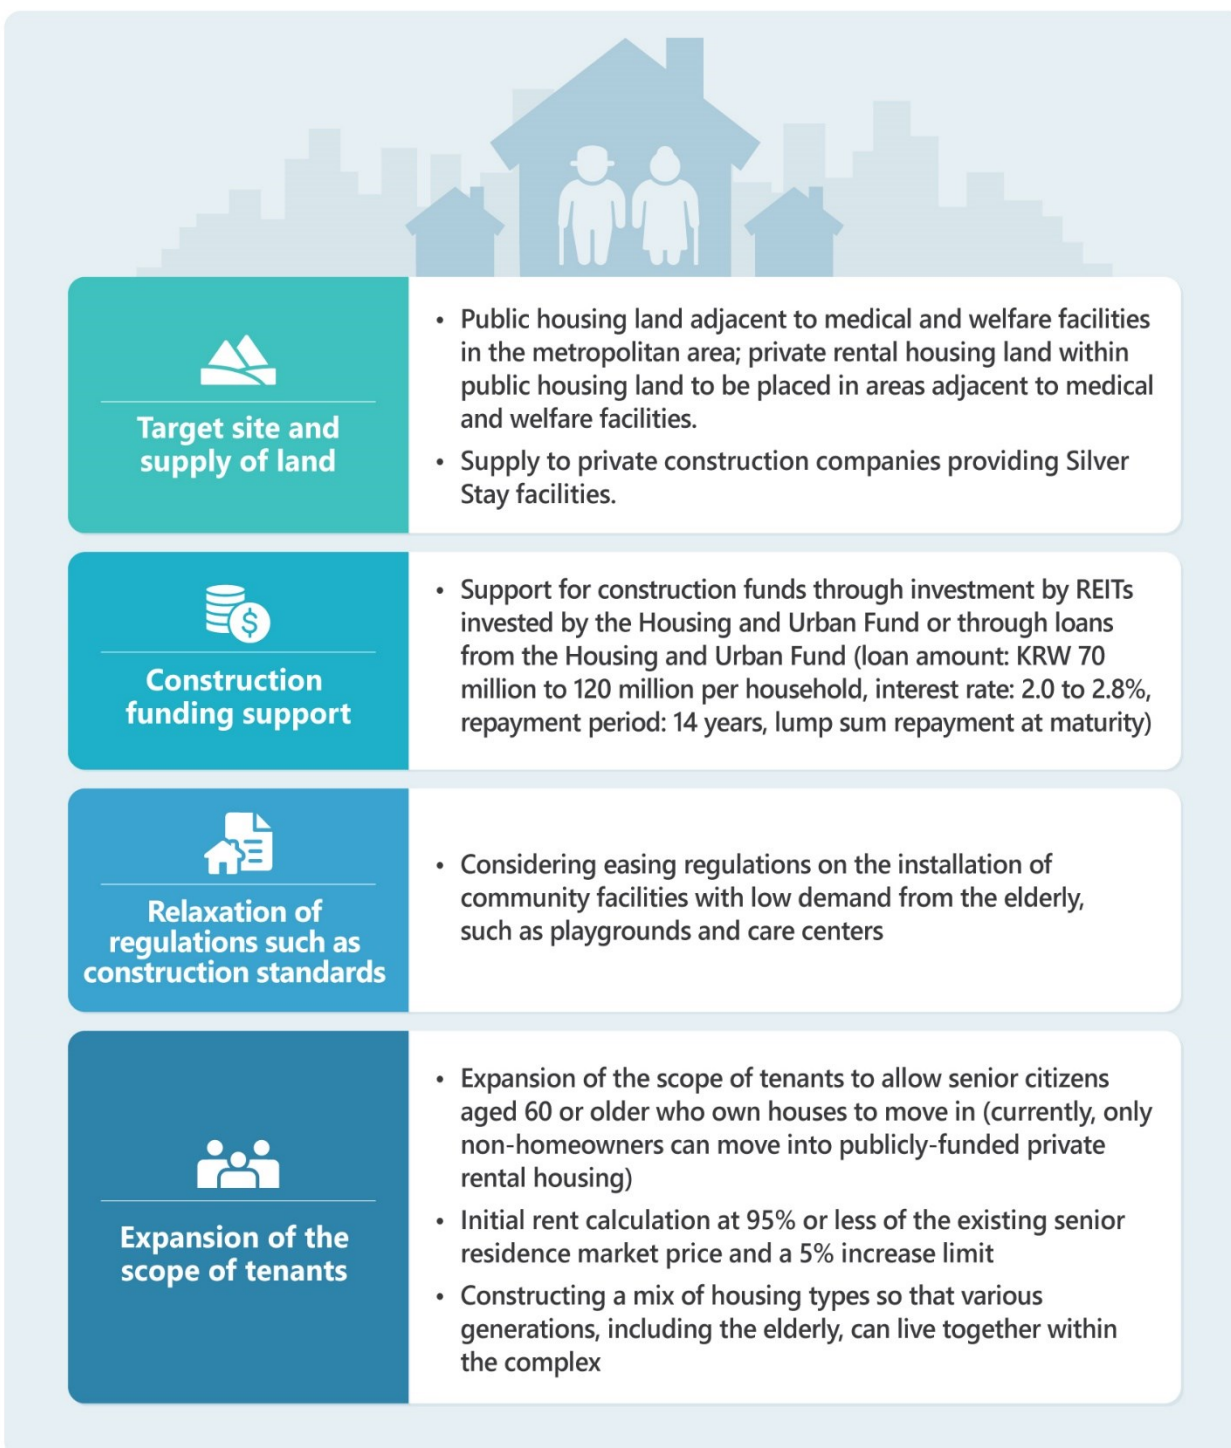 Target site and
supply of land
• Public housing land adjacent to medical and welfare facilities
in the metropolitan area; private rental housing land within
public housing land to be placed in areas adjacent to medical
and welfare facilities.
• Supply to private construction companies providing Silver
Stay facilities.
$
Construction
funding support
• Support for construction funds through investment by REITs
invested by the Housing and Urban Fund or through loans
from the Housing and Urban Fund (loan amount: KRW 70
million to 120 million per household, interest rate: 2.0 to 2.8%,
repayment period: 14 years, lump sum repayment at maturity)
Relaxation of
regulations such as
construction standards
• Considering easing regulations on the installation of
community facilities with low demand from the elderly,
such as playgrounds and care centers
Expansion of the
scope of tenants
• Expansion of the scope of tenants to allow senior citizens
aged 60 or older who own houses to move in (currently, only
non-homeowners can move into publicly-funded private
rental housing)
• Initial rent calculation at 95% or less of the existing senior
residence market price and a 5% increase limit
• Constructing a mix of housing types so that various
generations, including the elderly, can live together within
the complex